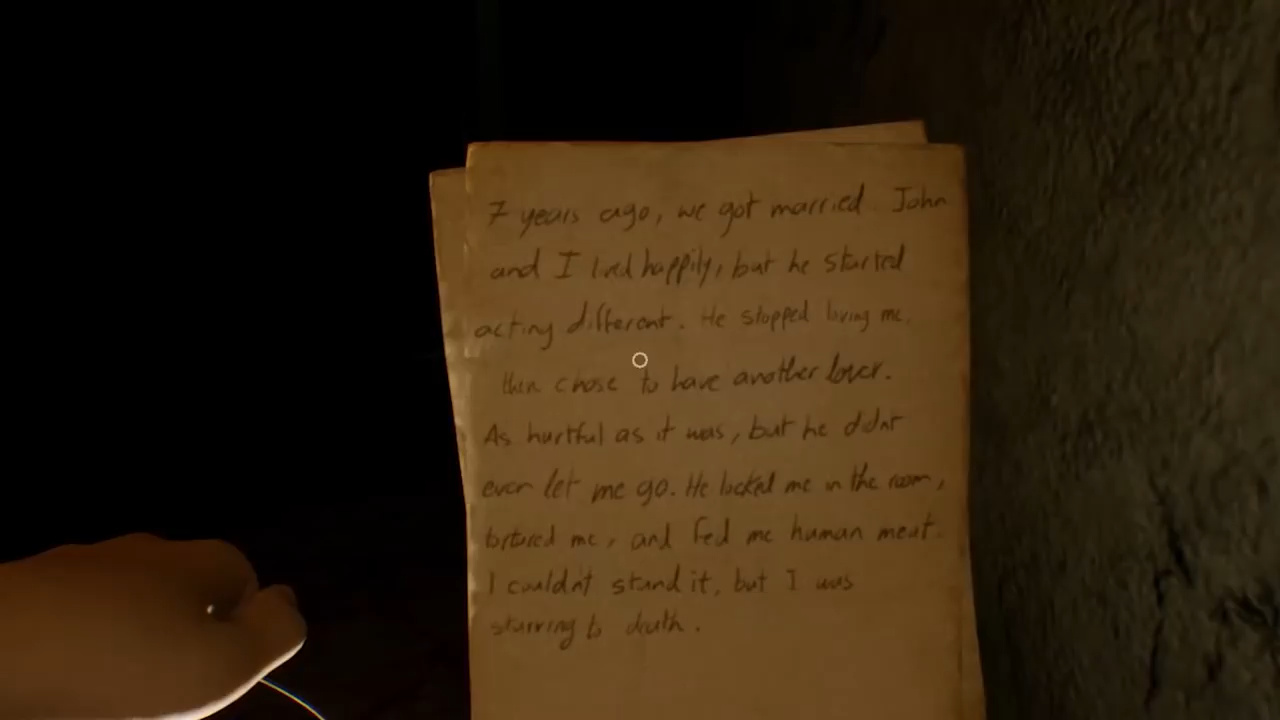 7 years ago, we got married. John
and I lived happily, but he started
acting different. He stopped loving me.
then chose to have another lover.
As hurtful as it was, but he didnt
even let me go. He locked me in the room,
tortured me, and fed me human meat.
I couldn't stand it, but I was
starving to death.